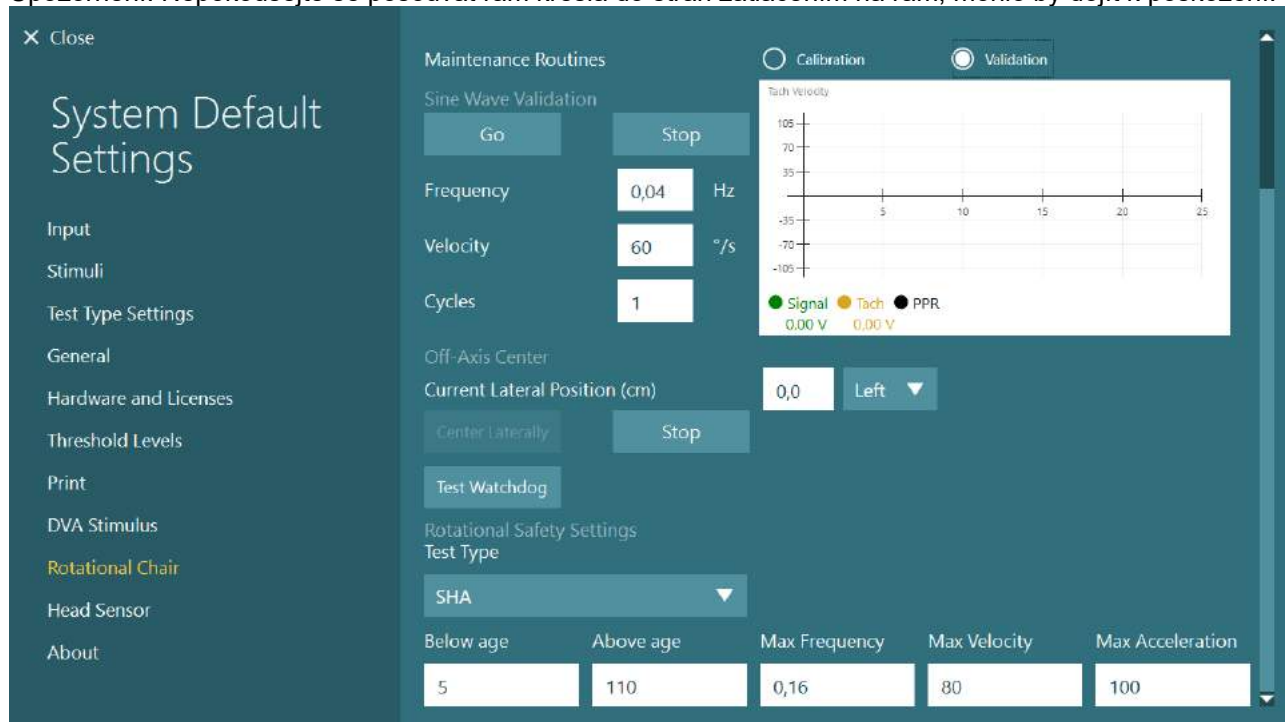 Close
System Default
Settings
Input
Stimuli
Test Type Settings
General
Hardware and Licenses
Threshold Levels
Print
DVA Stimulus
Rotational Chair
Head Sensor
About
Maintenance Routines
Calibration Validation
Sine Wave Validation
Go Stop
Frequency 0,04 Hz
Velocity 60 °/s
Cycles 1
Tach Velocity
105
70
35
5 10 15 20 25
-35
-70
-105
Signal Tach PPR
0.00 V 0,00 V
Off-Axis Center
Current Lateral Position (cm) 0,0 Left
Center Laterally Stop
Test Watchdog
Rotational Safety Settings
Test Type
SHA
Below age Above age Max Frequency Max Velocity Max Acceleration
5 110 0,16 80 100